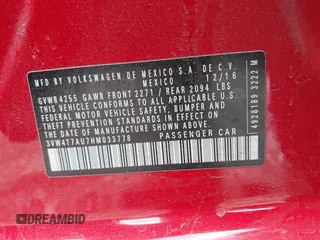 MFD BY VOLKSWAGEN DE MEXICO S.A. DE C.V.
MEXICO 12/16
GVWR 4255 GAWR FRONT 2271 / REAR 2094 LBS
THIS VEHICLE CONFORMS TO ALL APPLICABLE
FEDERAL MOTOR VEHICLE SAFETY, BUMPER, AND
THEFT PREVENTION STANDARDS IN EFFECT ON
THE DATE OF MANUFACTURE SHOWN ABOVE.
3VW4T7AU7HM033778 PASSENGER CAR
4928189 3222 M
DREAMBID